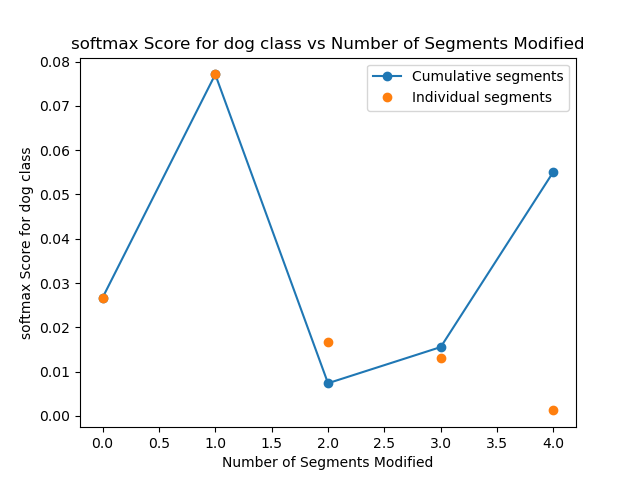 softmax Score for dog class vs Number of Segments Modified
Cumulative segments
Individual segments
softmax Score for dog class
0.08
0.07
0.06
0.05
0.04
0.03
0.02
0.01
0.00
0.0 0.5 1.0 1.5 2.0 2.5 3.0 3.5 4.0
Number of Segments Modified